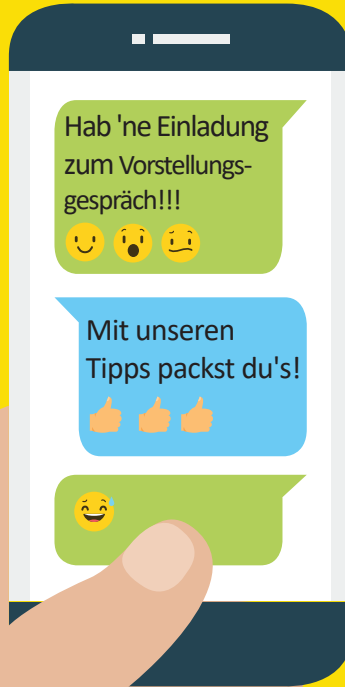 Hab 'ne Einladung
zum Vorstellungs-
gespräch!!!
Mit unseren
Tipps packst du's!